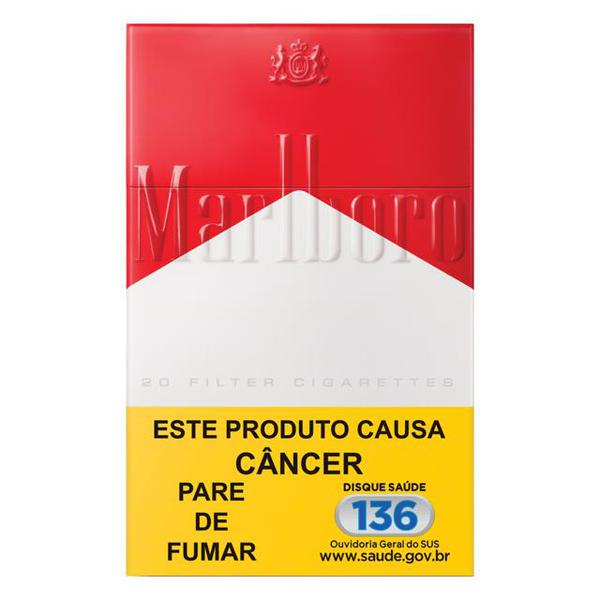 Marlboro
20 FILTER CIGARETTES
ESTE PRODUTO CAUSA
CÂNCER
PARE
DE
FUMAR
DISQUE SAÚDE
136
Ouvidoria Geral do SUS
www.saude.gov.br